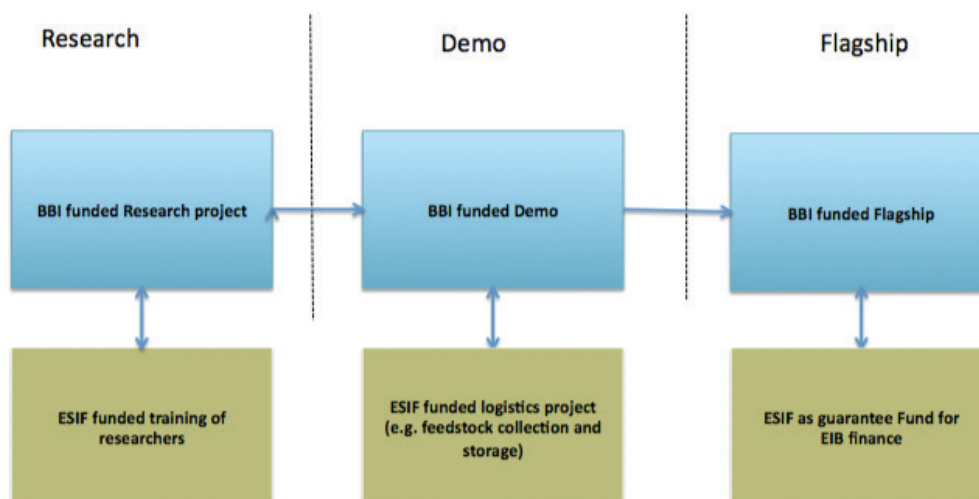 Research
Demo
Flagship
BBI funded Research project
BBI funded Demo
BBI funded Flagship
ESIF funded training of
researchers
ESIF funded logistics project
(e.g. feedstock collection and
storage)
ESIF as guarantee Fund for
EIB finance